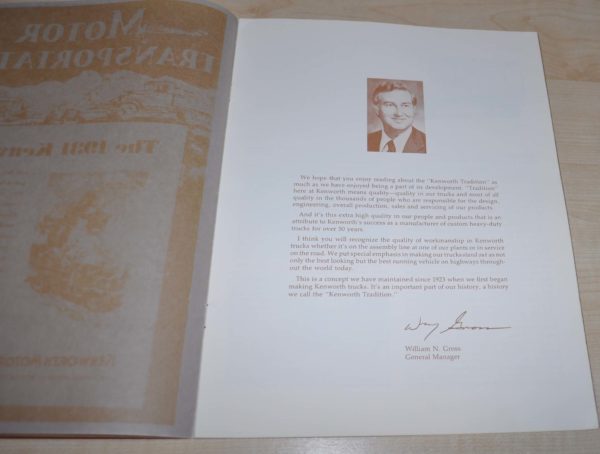 MOTOR
TRANSPORTAT
The 1931 Kenw
KENWORTH MOTOR
We hope that you enjoy reading about the "Kenworth Tradition" as
much as we have enjoyed being a part of its development. "Tradition"
here at Kenworth means quality—quality in our trucks and most of all
quality in the thousands of people who are responsible for the design,
engineering, overall production, sales and servicing of our products.
And it's this extra high quality in our people and products that is an
attribute to Kenworth's success as a manufacturer of custom heavy-duty
trucks for over 50 years.
I think you will recognize the quality of workmanship in Kenworth
trucks whether it's on the assembly line at one of our plants or in service
on the road. We put special emphasis in making our trucks stand out as not
only the best looking but the best running vehicle on highways through-
out the world today.
This is a concept we have maintained since 1923 when we first began
making Kenworth trucks. It's an important part of our history, a history
we call the "Kenworth Tradition."
Wm Gross
William N. Gross
General Manager